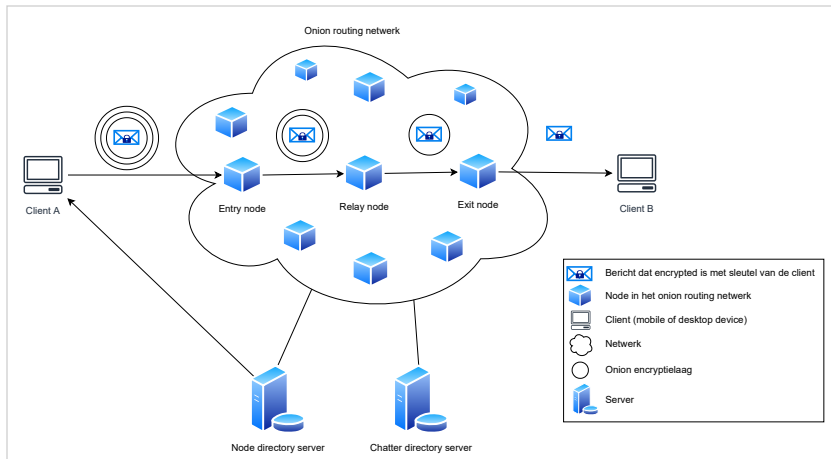 Onion routing network
Client A
Entry node
Relay node
Exit node
Client B
Node directory server
Chatter directory server
Bericht dat encrypted is met sleutel van de client
Node in het onion routing netwerk
Client (mobile of desktop device)
Netwerk
Onion encryptielaag
Server